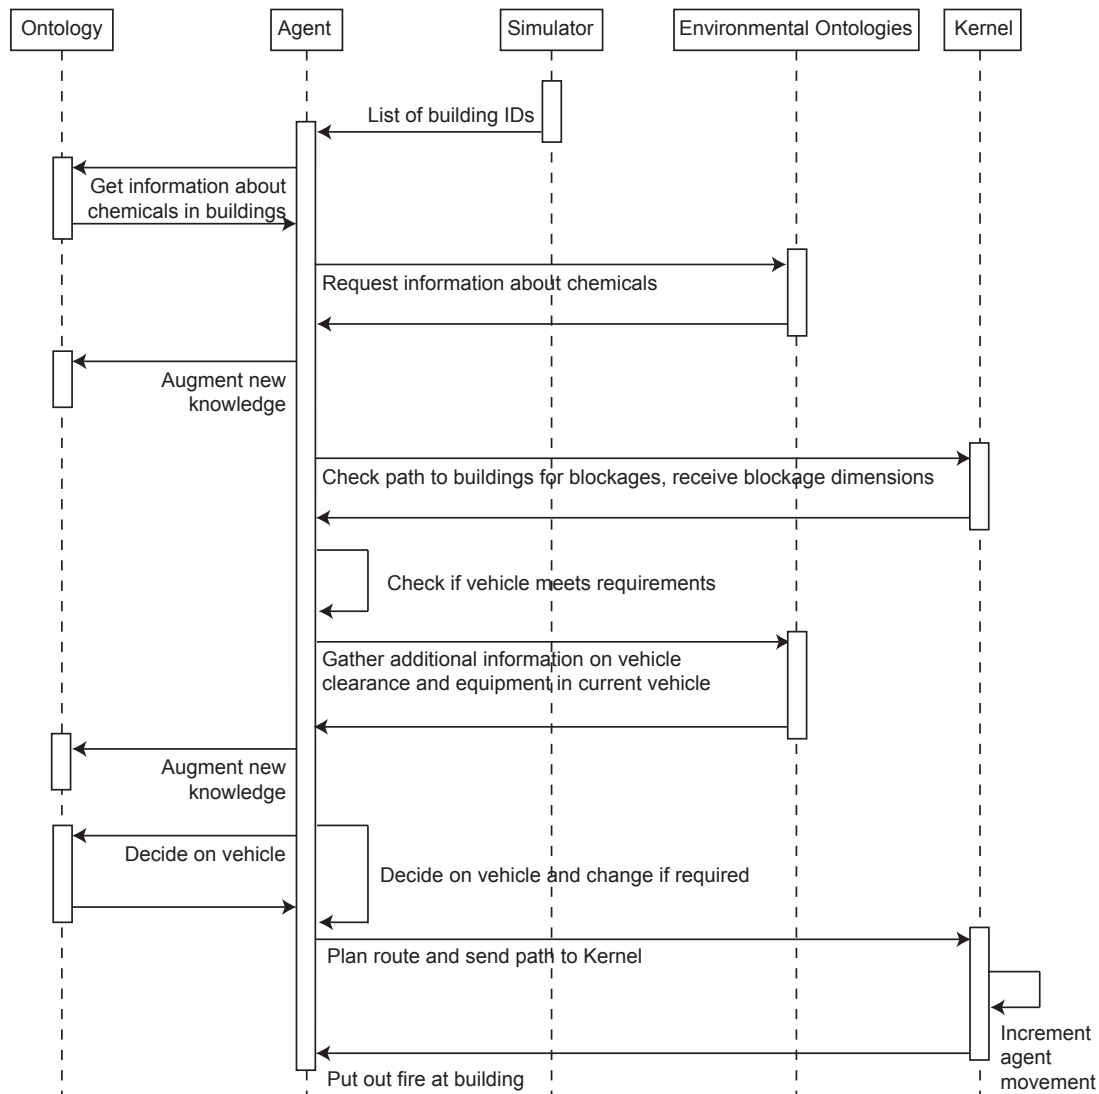 Ontology
Agent
Simulator
Environmental Ontologies
Kernel
List of building IDs
Get information about
chemicals in buildings
Request information about chemicals
Augment new
knowledge
Check path to buildings for blockages, receive blockage dimensions
Check if vehicle meets requirements
Gather additional information on vehicle
clearance and equipment in current vehicle
Augment new
knowledge
Decide on vehicle
Decide on vehicle and change if required
Plan route and send path to Kernel
Increment
agent
movement
Put out fire at building